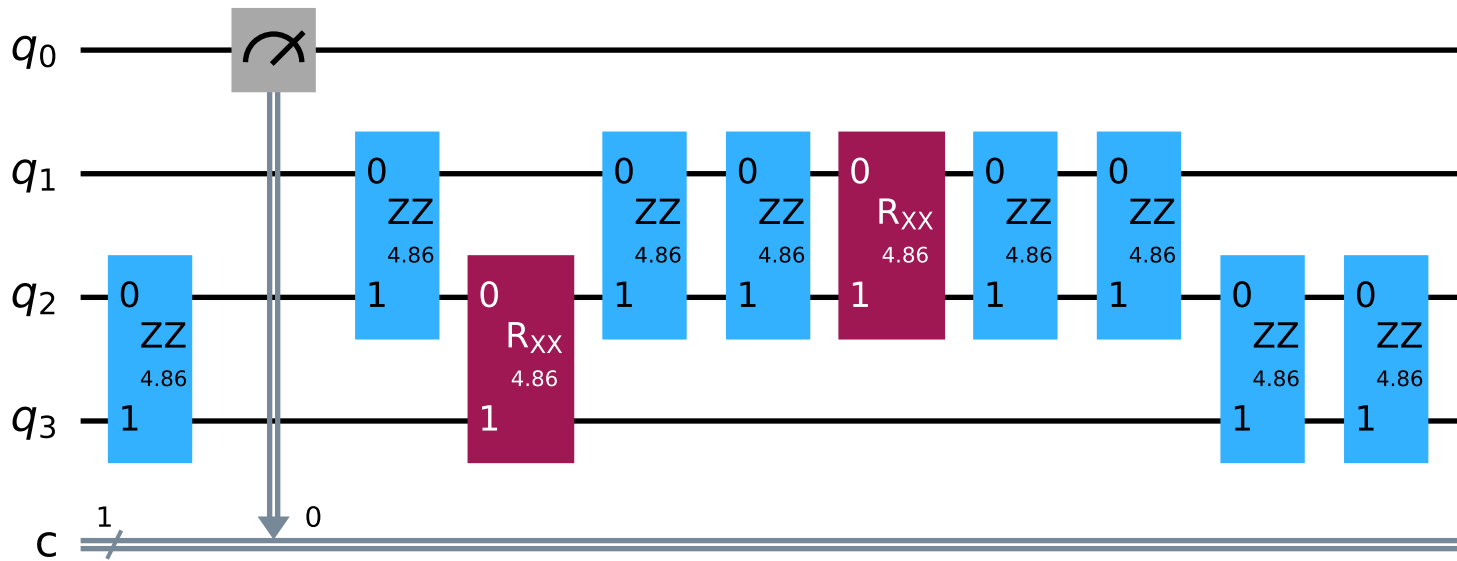 q0
0 0 0 0 0 0
q1
ZZ ZZ ZZ RXX ZZ ZZ
4.86 4.86 4.86 4.86 4.86 4.86
q2
0 1 0 1 1 1 1 1 0 0
ZZ RXX ZZ ZZ
4.86 4.86 4.86 4.86
q3
1 1 1 1
1 0
c